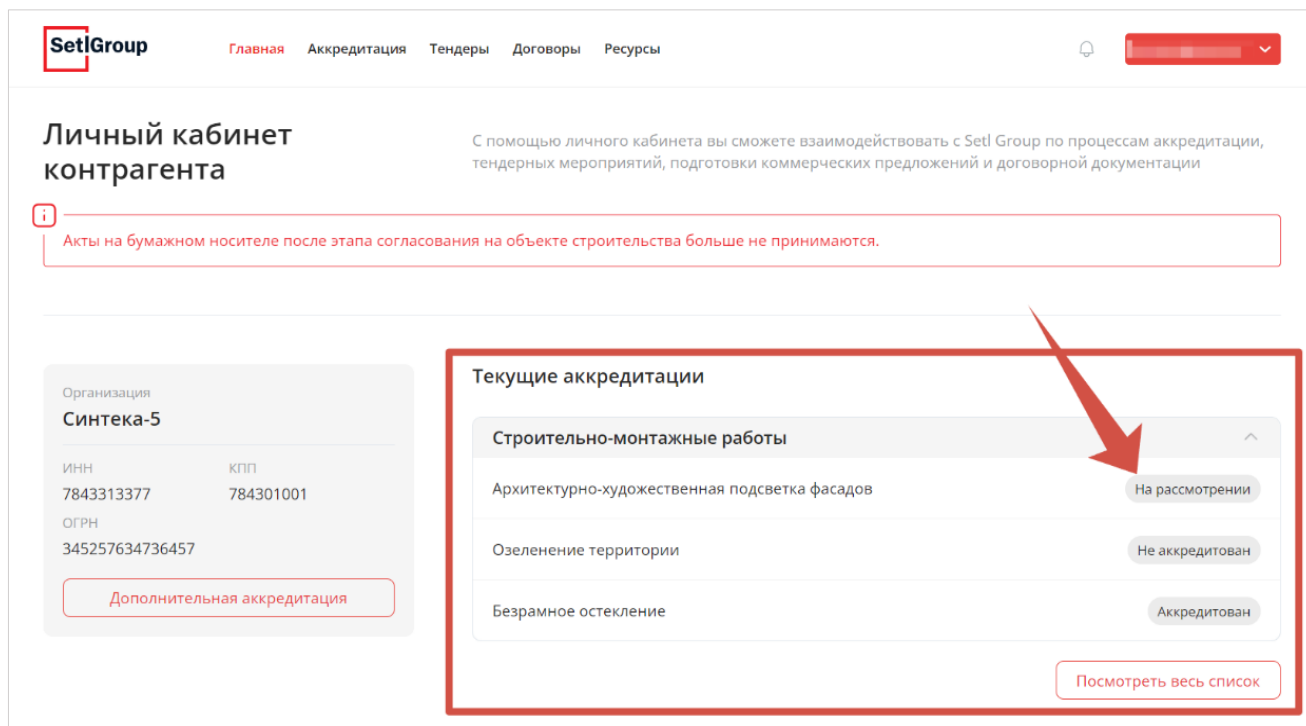 SetlGroup
Главная Аккредитация Тендеры Договоры Ресурсы
Личный кабинет
контрагента
С помощью личного кабинета вы сможете взаимодействовать с Setl Group по процессам аккредитации,
тендерных мероприятий, подготовки коммерческих предложений и договорной документации
Акты на бумажном носителе после этапа согласования на объекте строительства больше не принимаются.
Организация
Синтека-5
ИНН КПП
7843313377 784301001
ОГРН
345257634736457
Дополнительная аккредитация
Текущие аккредитации
Строительно-монтажные работы
Архитектурно-художественная подсветка фасадов На рассмотрении
Озеленение территории Не аккредитован
Безрамное остекление Аккредитован
Посмотреть весь список